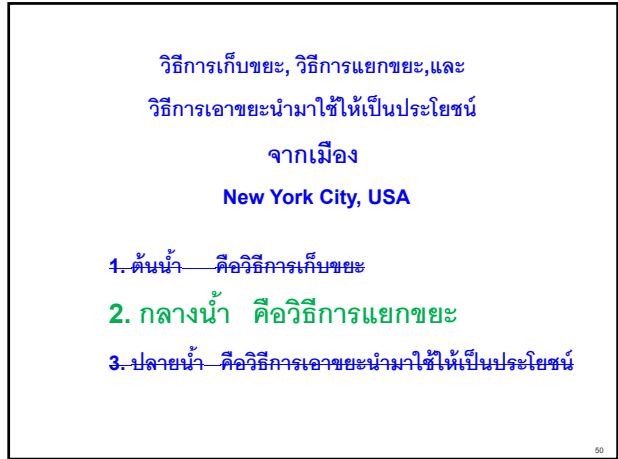 วิธีการเก็บขยะ, วิธีการแยกขยะ,และ
วิธีการเอาขยะนำมาใช้ให้เป็นประโยชน์
จากเมือง
New York City, USA
1. ต้นน้ำ คือวิธีการเก็บขยะ
2. กลางน้ำ คือวิธีการแยกขยะ
3. ปลายน้ำ คือวิธีการเอาขยะนำมาใช้ให้เป็นประโยชน์
50